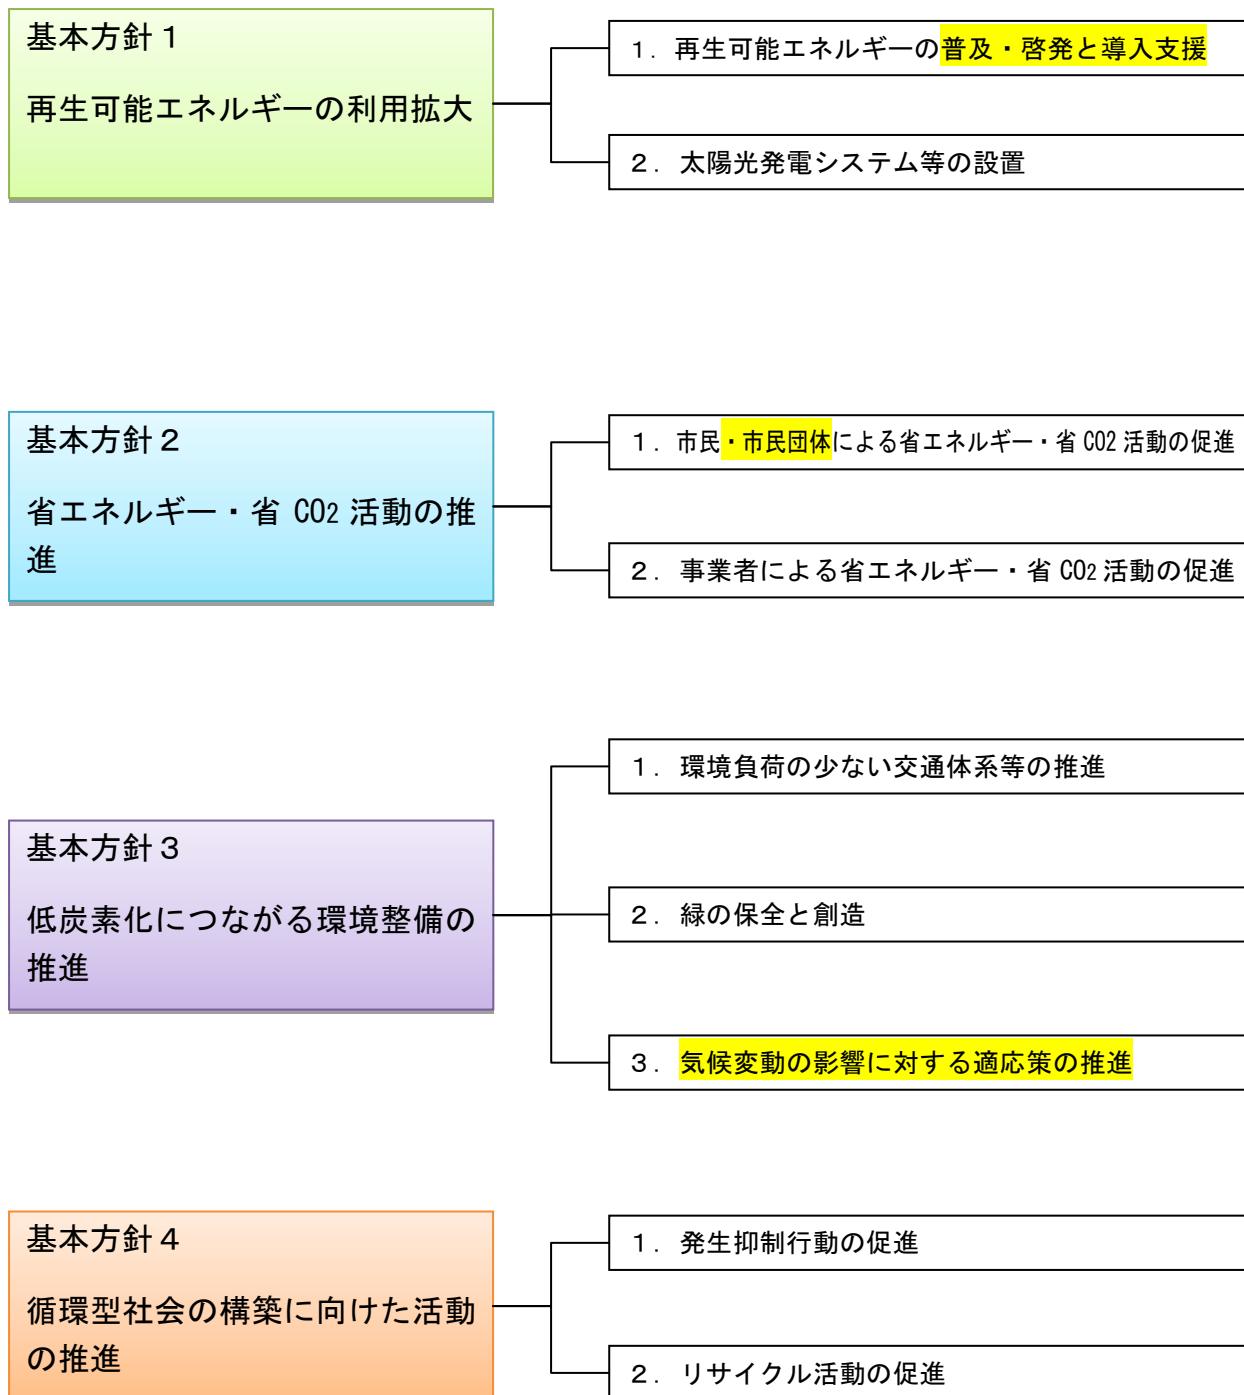 基本方針１
再生可能エネルギーの利用拡大
１．再生可能エネルギーの普及・啓発と導入支援
２．太陽光発電システム等の設置
基本方針２
省エネルギー・省 CO2 活動の推
進
１．市民・市民団体による省エネルギー・省 CO2 活動の促進
２．事業者による省エネルギー・省 CO2 活動の促進
基本方針３
低炭素化につながる環境整備の
推進
１．環境負荷の少ない交通体系等の推進
２．緑の保全と創造
３．気候変動の影響に対する適応策の推進
基本方針４
循環型社会の構築に向けた活動
の推進
１．発生抑制行動の促進
２．リサイクル活動の促進